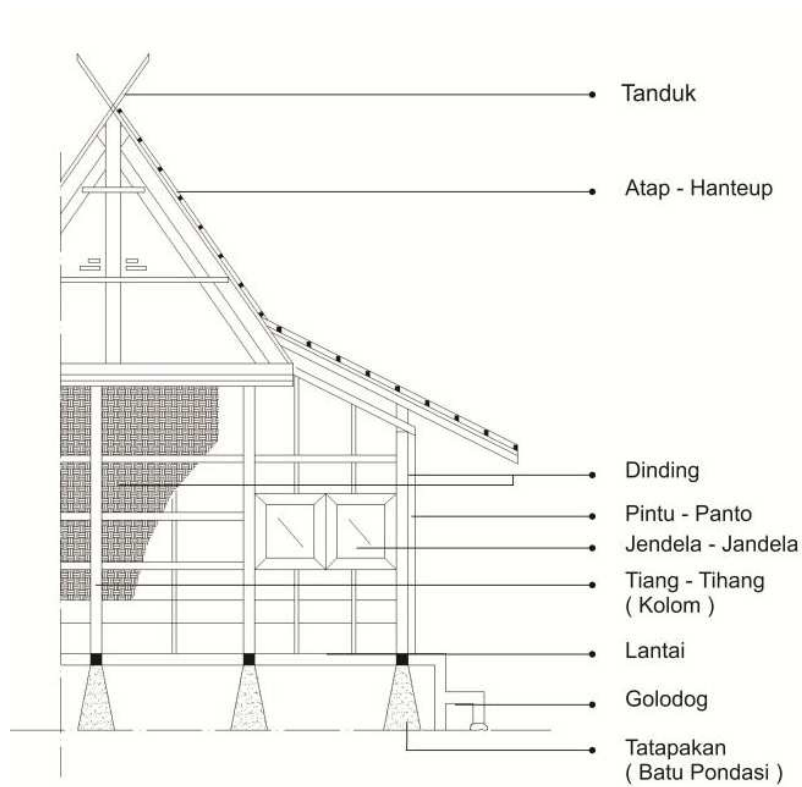 Tanduk
Atap - Hanteup
Dinding
Pintu - Panto
Jendela - Jandela
Tiang - Tihang
( Kolom )
Lantai
Golodog
Tatapakan
( Batu Pondasi )